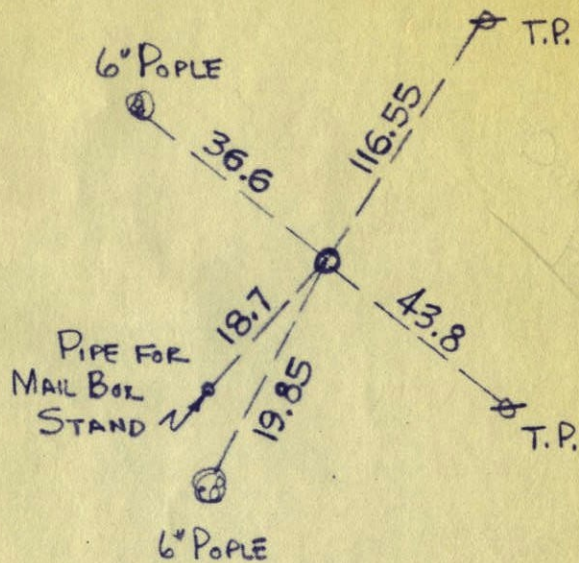 T.P.
6" POPLE
116.55
36.6
18.7
43.8
PIPE FOR
MAIL BOX
STAND
19.85
T.P.
6" POPLE